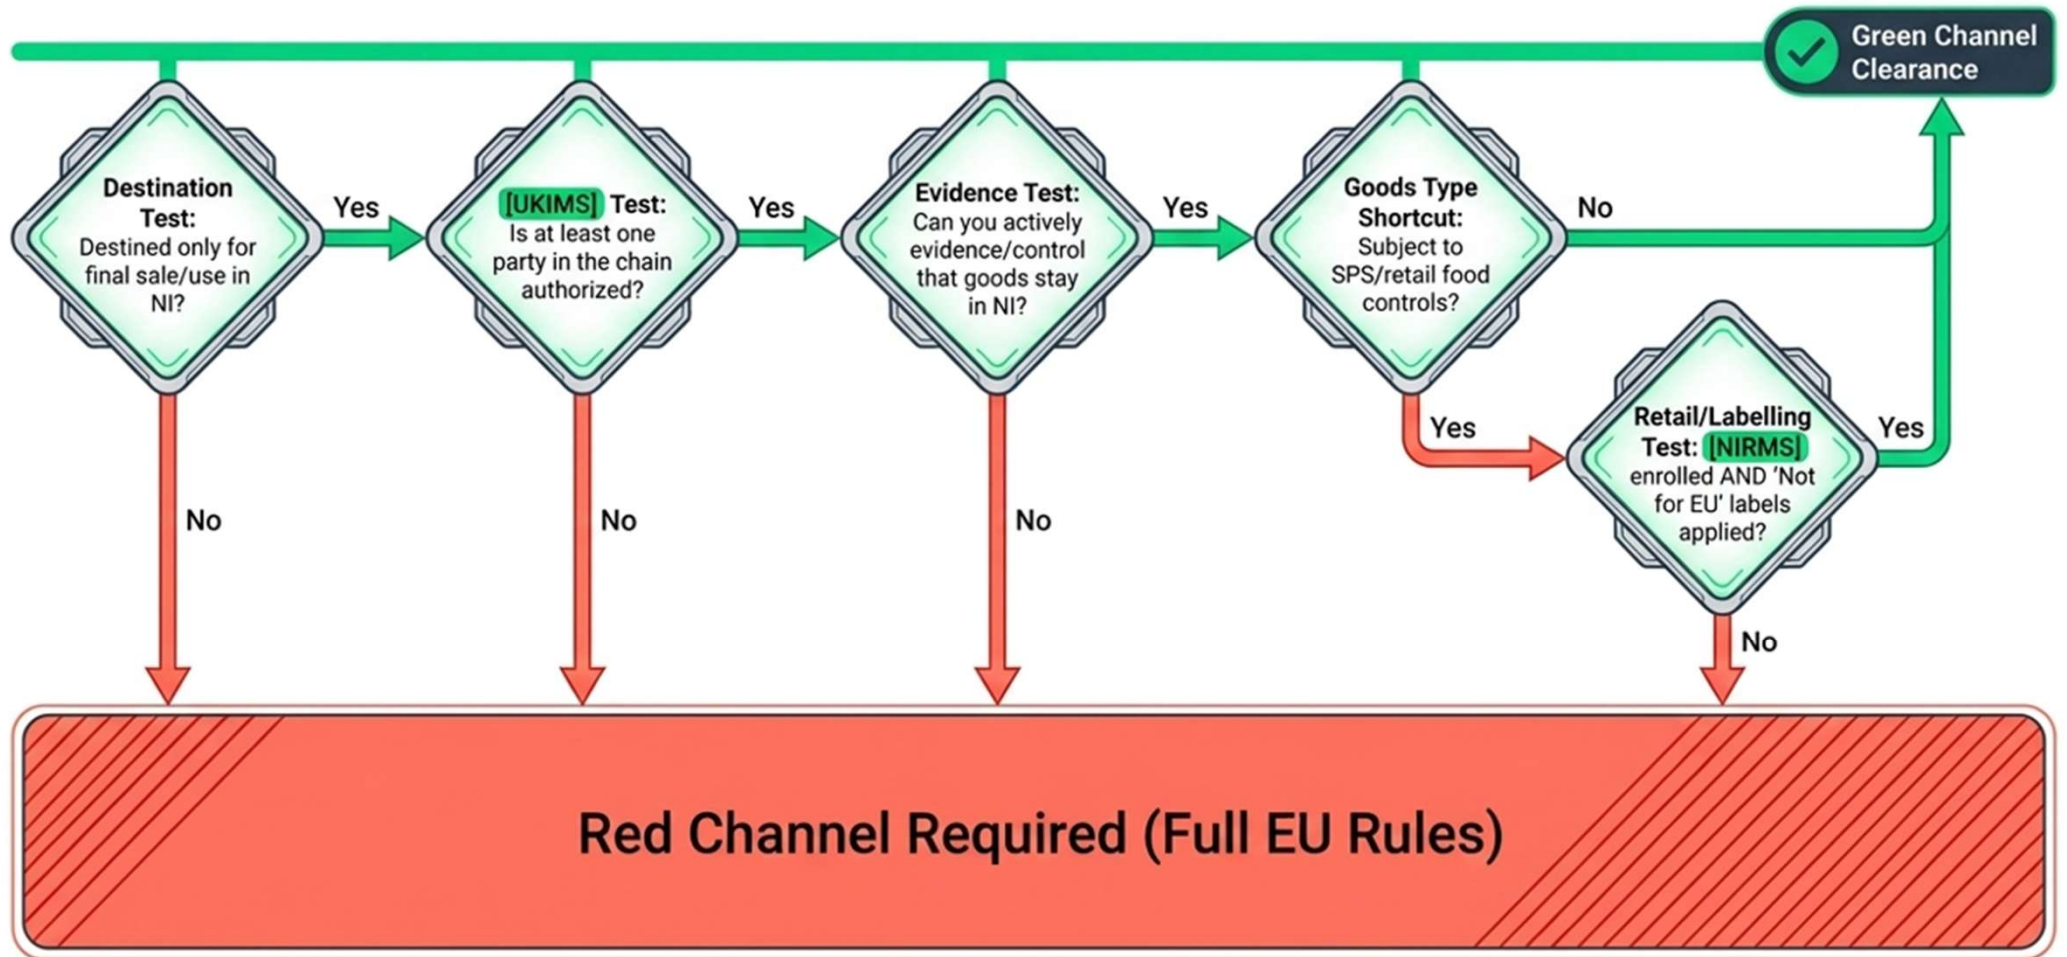 Green Channel
Clearance
Destination
Test:
Destined only for
final sale/use in
NI?
Yes
No
[UKIMS] Test:
Is at least one
party in the chain
authorized?
Yes
No
Evidence Test:
Can you actively
evidence/control
that goods stay
in NI?
Yes
No
Goods Type
Shortcut:
Subject to
SPS/retail food
controls?
No
Yes
Retail/Labelling
Test: [NIRMS]
enrolled AND 'Not
for EU' labels
applied?
Yes
No
Red Channel Required (Full EU Rules)